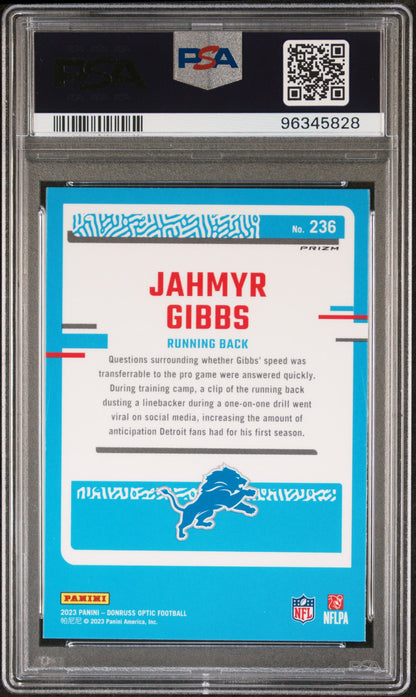 PSA
PSA
96345828
No. 236
PRIZM
JAHMYR
GIBBS
RUNNING BACK
Questions surrounding whether Gibbs' speed was
transferrable to the pro game were answered quickly.
During training camp, a clip of the running back
dusting a linebacker during a one-on-one drill went
viral on social media, increasing the amount of
anticipation Detroit fans had for his first season.
PANINI
2023 PANINI – DONRUSS OPTIC FOOTBALL
帕尼尼 © 2023 Panini America, Inc.
NFL
NFLPA